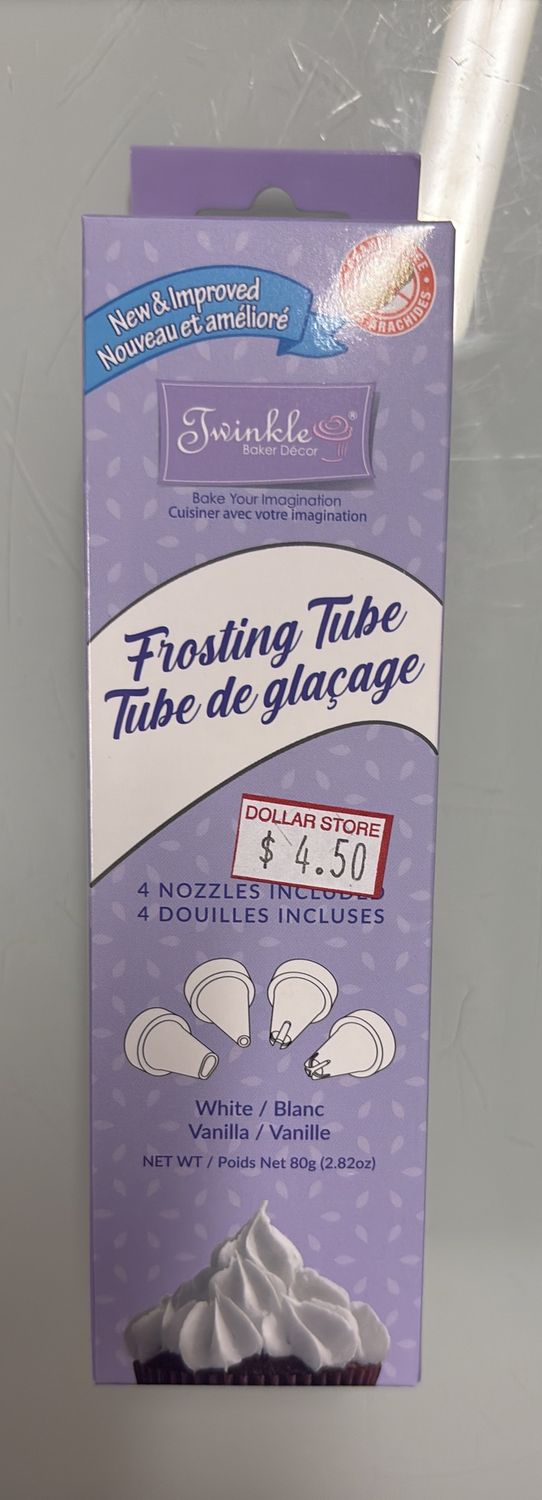 New & Improved
Nouveau et amélioré
ARACHIDES
Twinkle®
Baker Décor
Bake Your Imagination
Cuisiner avec votre imagination
Frosting Tube
Tube de glaçage
DOLLAR STORE
$ 4.50
4 NOZZLES INCLUDED
4 DOUILLES INCLUSES
White / Blanc
Vanilla / Vanille
NET WT / Poids Net 80g (2.82oz)